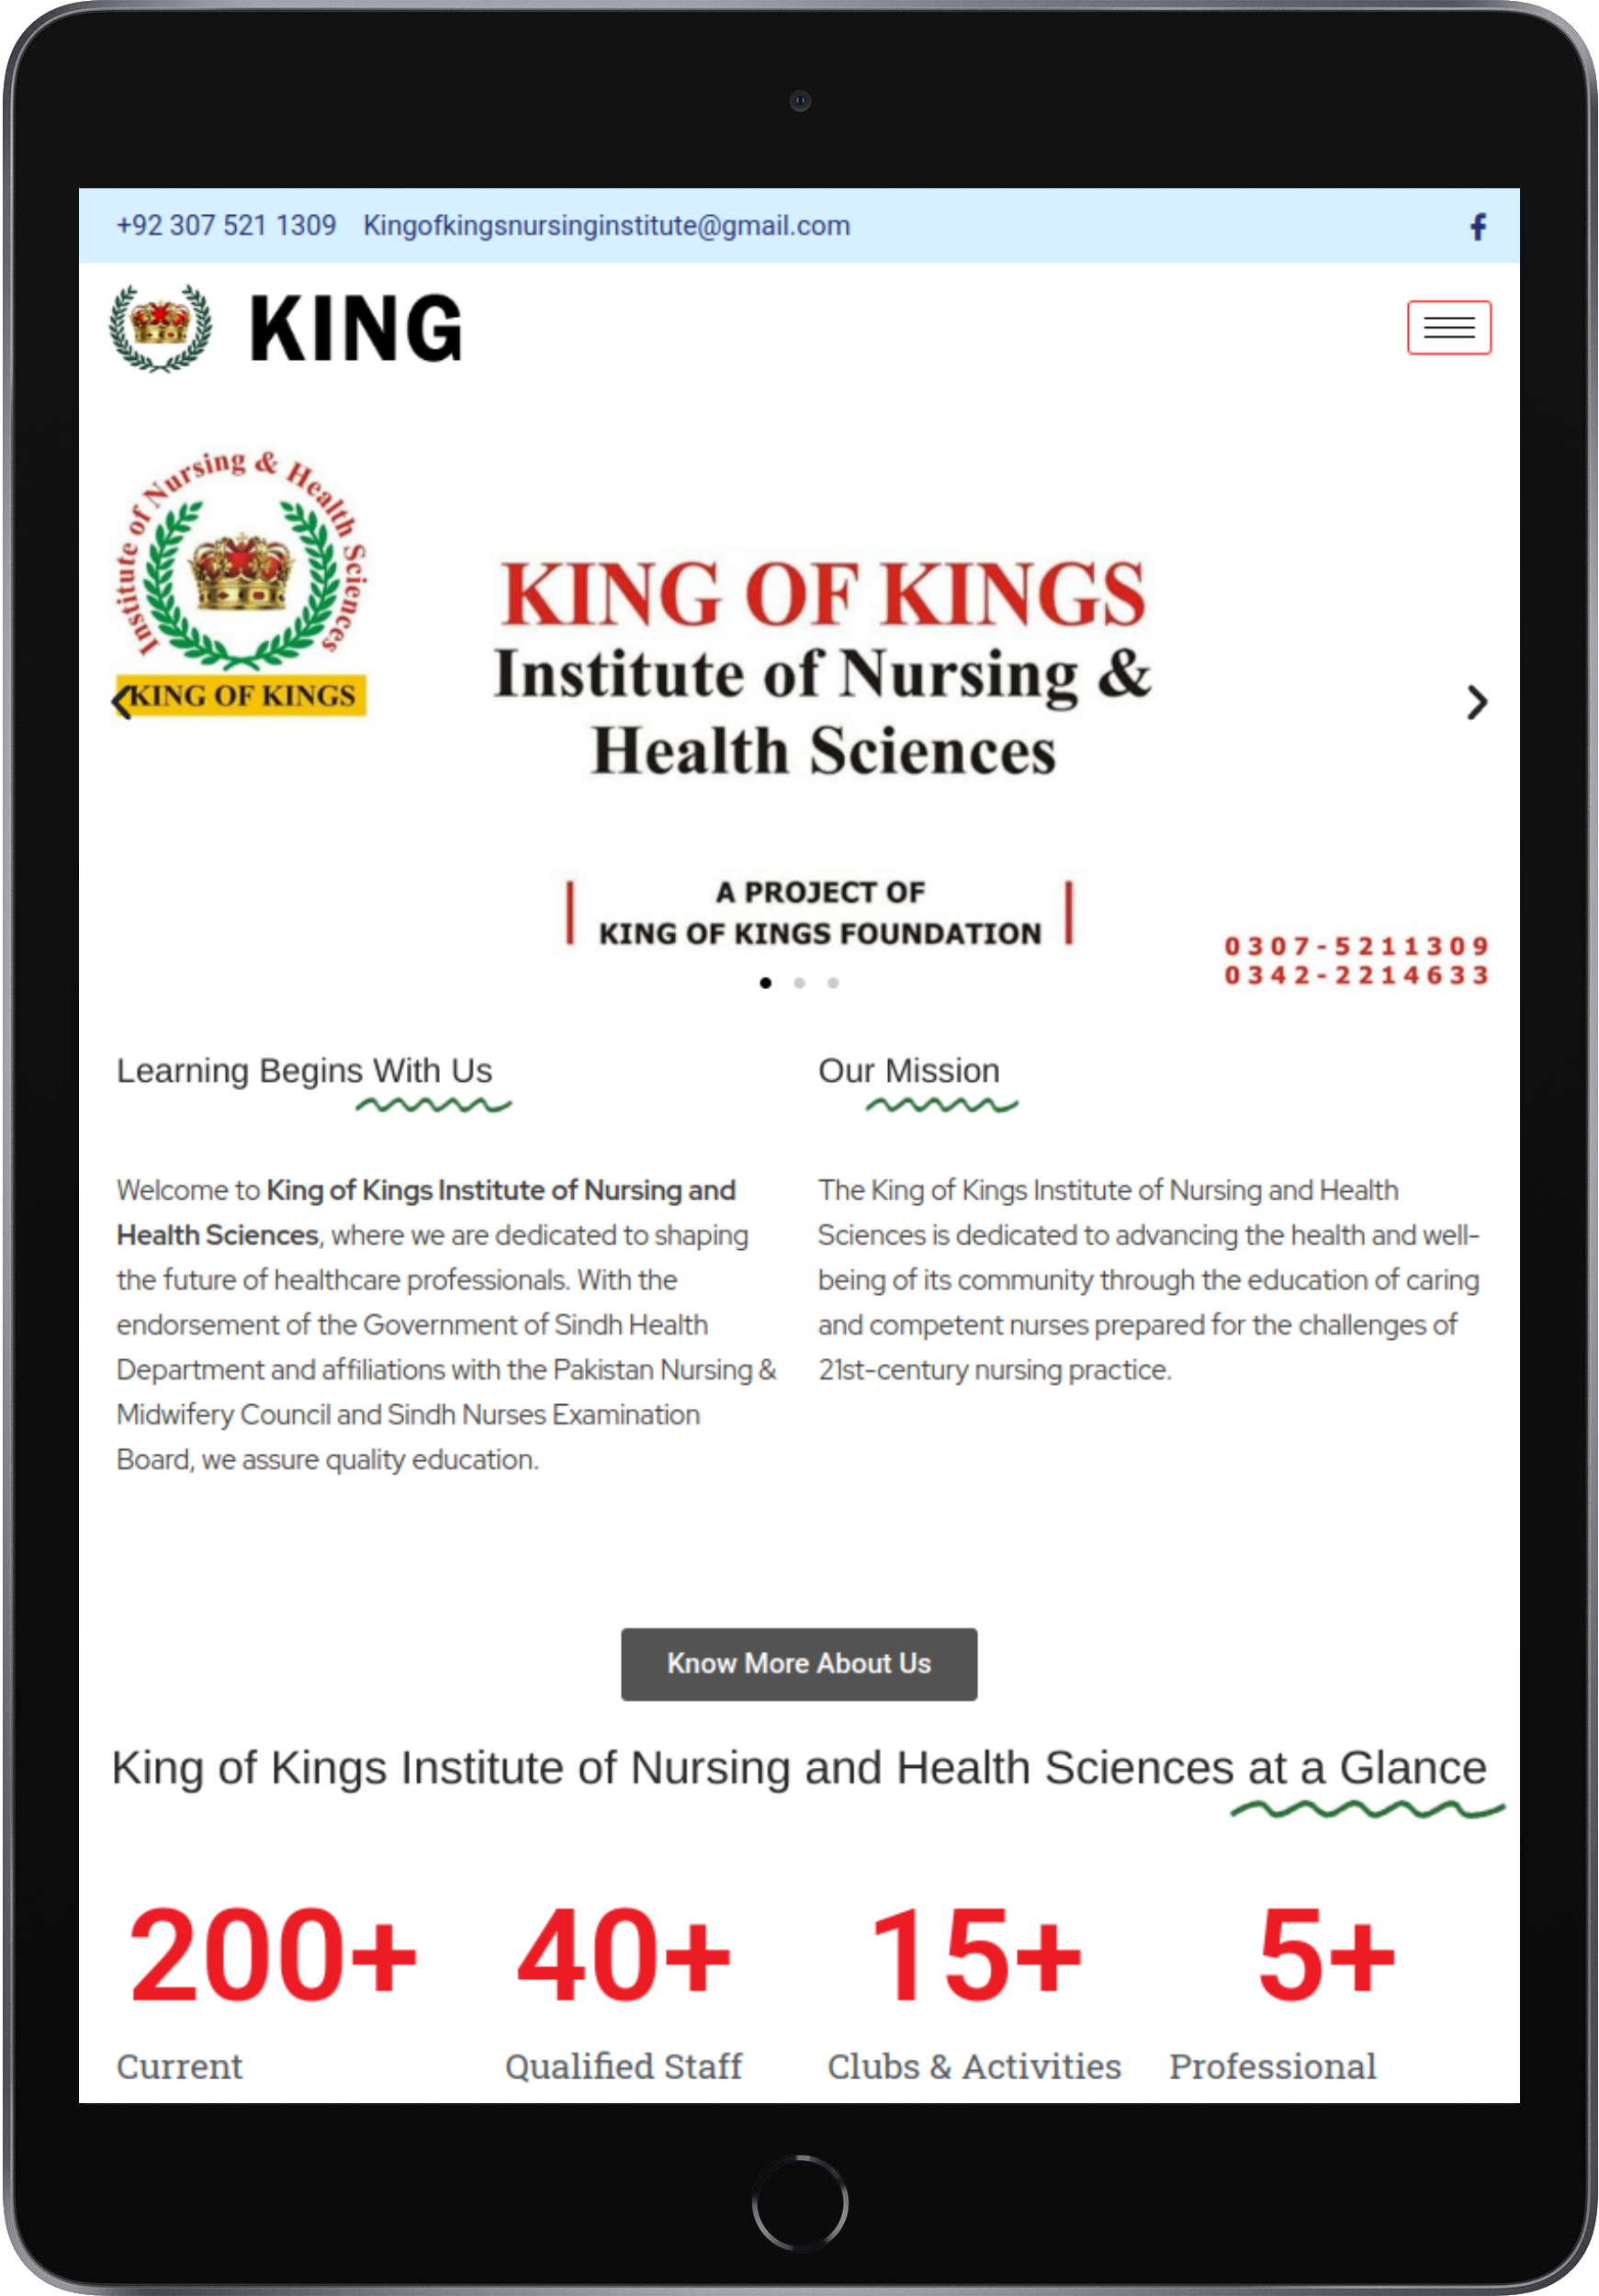 +92 307 521 1309 Kingofkingsnursinginstitute@gmail.com
KING
Institute of Nursing & Health Sciences
KING OF KINGS
KING OF KINGS
Institute of Nursing &
Health Sciences
A PROJECT OF
KING OF KINGS FOUNDATION
0307-5211309
0342-2214633
Learning Begins With Us
Welcome to King of Kings Institute of Nursing and
Health Sciences, where we are dedicated to shaping
the future of healthcare professionals. With the
endorsement of the Government of Sindh Health
Department and affiliations with the Pakistan Nursing &
Midwifery Council and Sindh Nurses Examination
Board, we assure quality education.
Our Mission
The King of Kings Institute of Nursing and Health
Sciences is dedicated to advancing the health and well-
being of its community through the education of caring
and competent nurses prepared for the challenges of
21st-century nursing practice.
Know More About Us
King of Kings Institute of Nursing and Health Sciences at a Glance
200+ 40+ 15+ 5+
Current Qualified Staff Clubs & Activities Professional